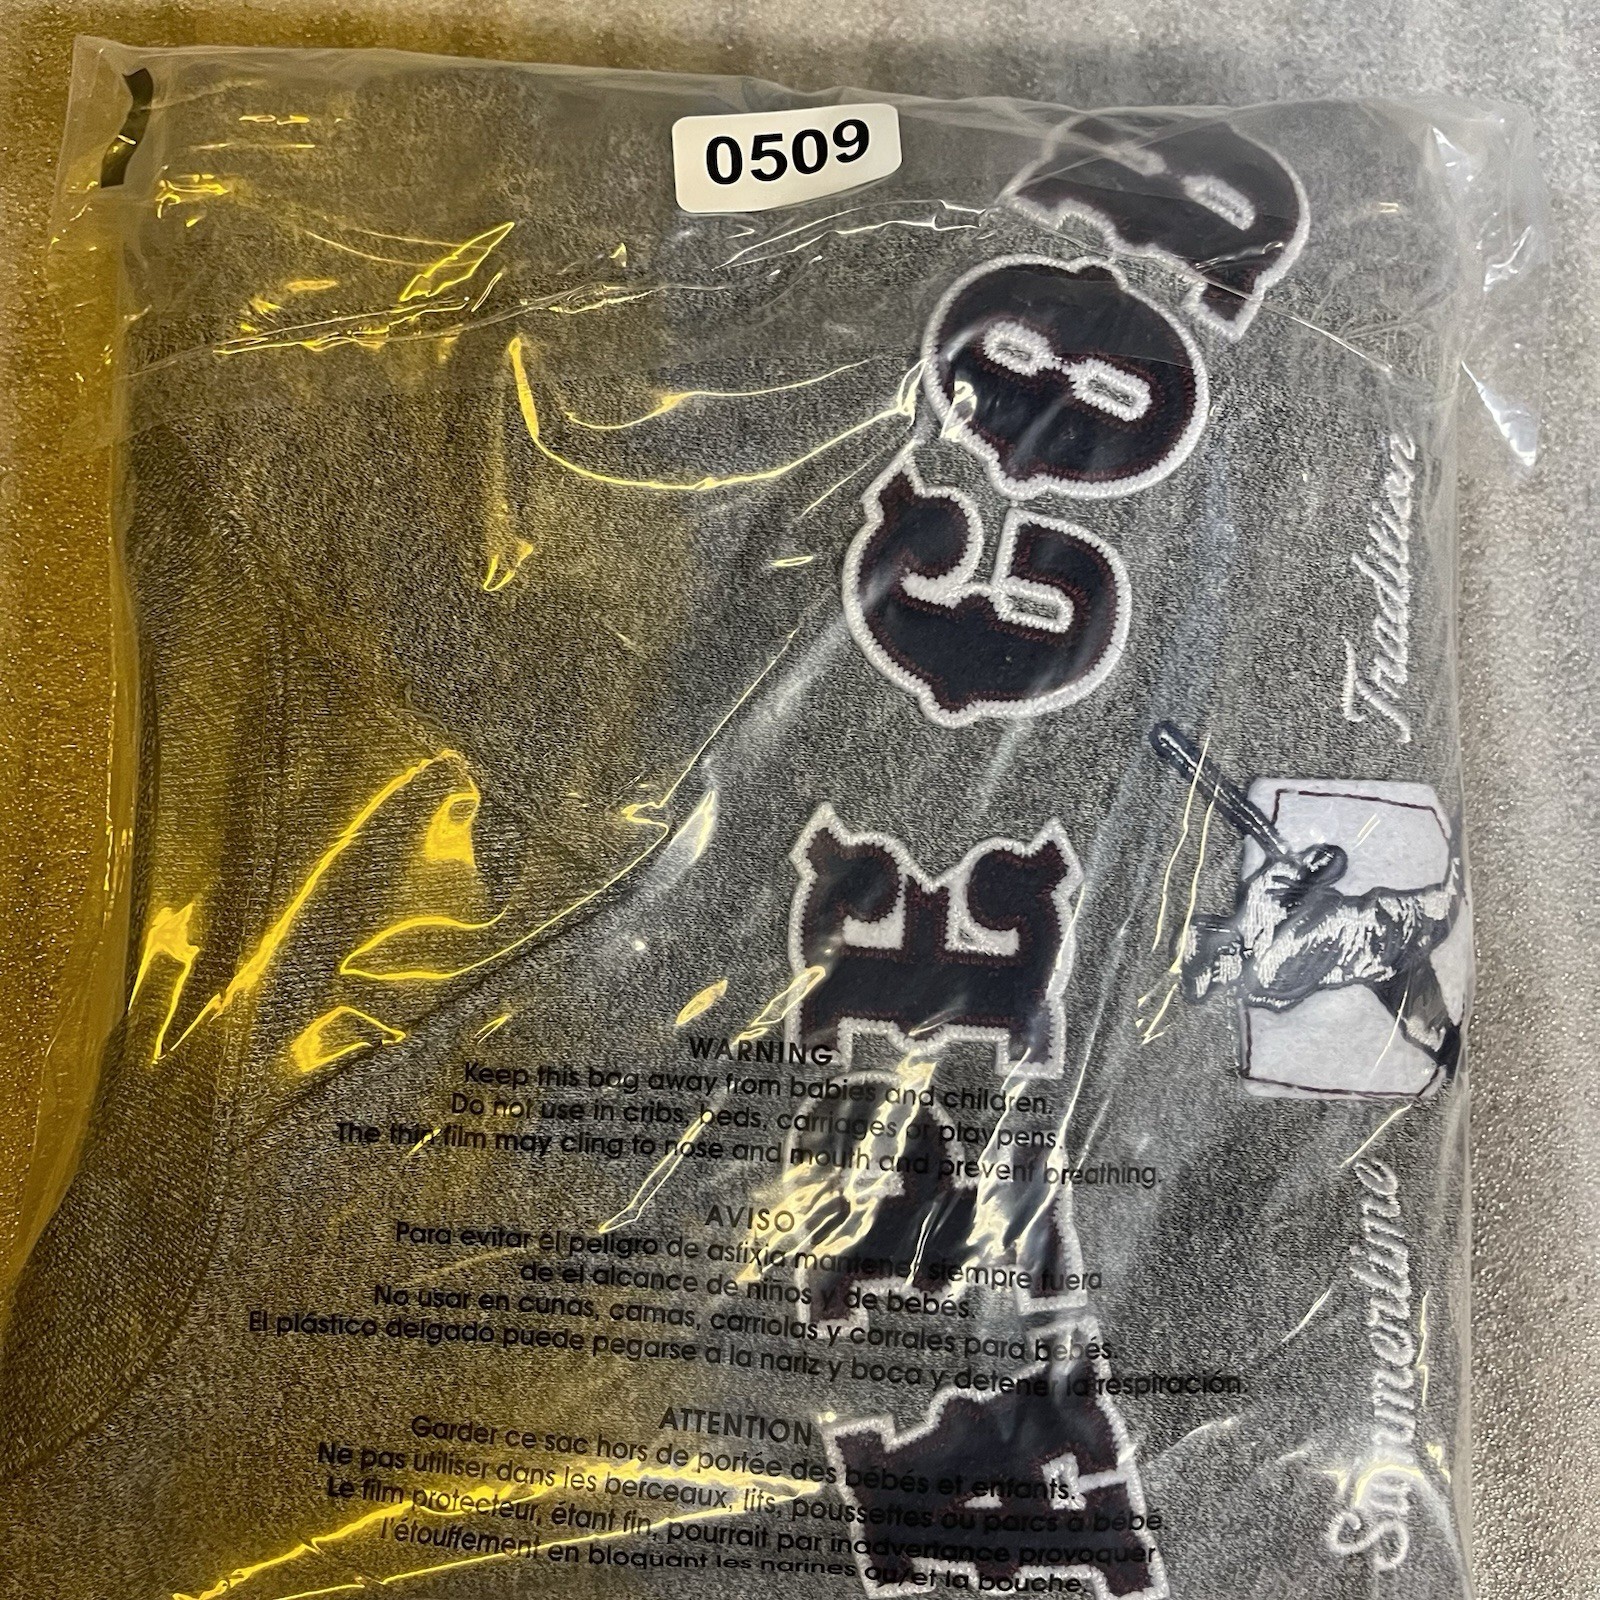 0509
Summertime Tradition
WARNING
Keep this bag away from babies and children.
Do not use in cribs, beds, carriages or playpens.
The thin film may cling to nose and mouth and prevent breathing.
AVISO
Para evitar el peligro de asfixia mantener siempre fuera
de el alcance de niños y de bebés.
No usar en cunas, camas, carriolas y corrales para bebés.
El plástico delgado puede pegarse a la nariz y boca y detener la respiración.
ATTENTION
Garder ce sac hors de portée des bébés et enfants.
Ne pas utiliser dans les berceaux, lits, poussettes ou parcs à bébé.
Le film protecteur, étant fin, pourrait par inadvertance provoquer
l'étouffement en bloquant les narines ou/et la bouche.